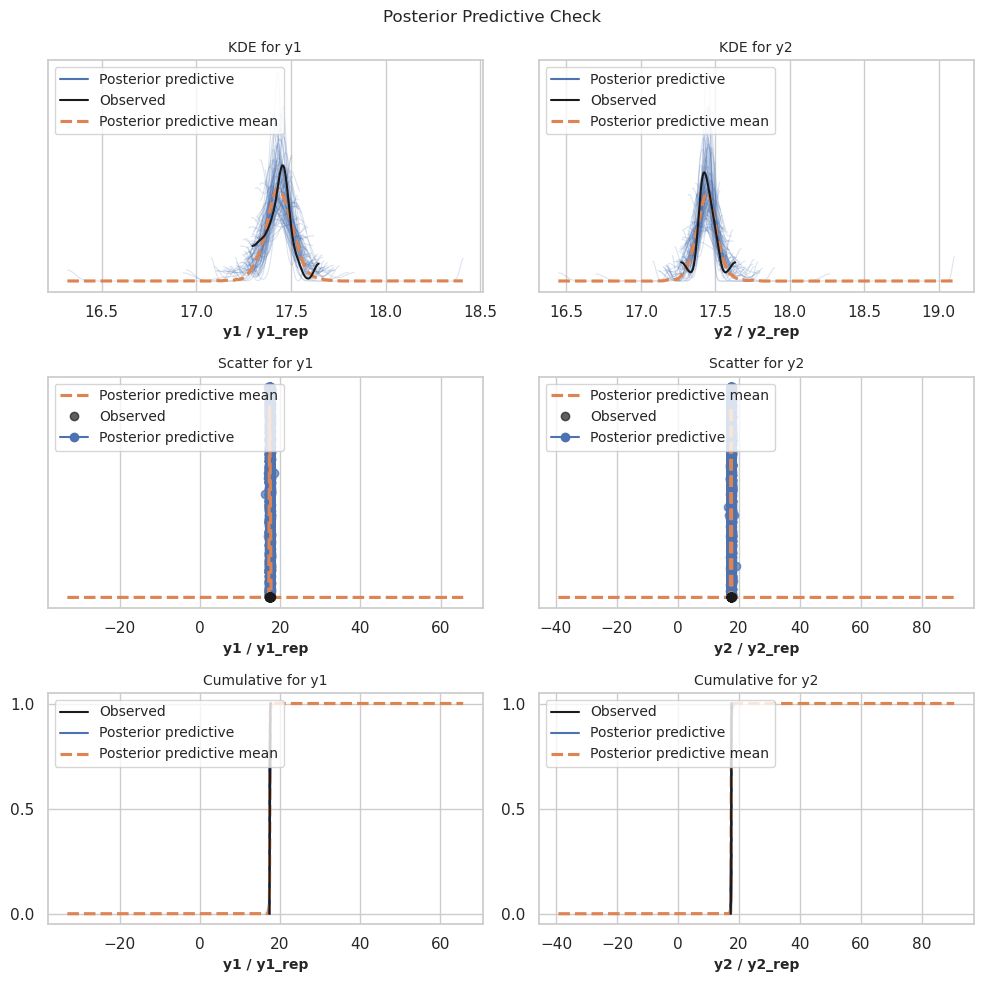 Posterior Predictive Check
KDE for y1
Posterior predictive
Observed
Posterior predictive mean
16.5 17.0 17.5 18.0 18.5
y1 / y1_rep
KDE for y2
Posterior predictive
Observed
Posterior predictive mean
16.5 17.0 17.5 18.0 18.5 19.0
y2 / y2_rep
Scatter for y1
Posterior predictive mean
Observed
Posterior predictive
−20 0 20 40 60
y1 / y1_rep
Scatter for y2
Posterior predictive mean
Observed
Posterior predictive
−40 −20 0 20 40 60 80
y2 / y2_rep
Cumulative for y1
1.0
0.5
0.0
Observed
Posterior predictive
Posterior predictive mean
−20 0 20 40 60
y1 / y1_rep
Cumulative for y2
1.0
0.5
0.0
Observed
Posterior predictive
Posterior predictive mean
−40 −20 0 20 40 60 80
y2 / y2_rep